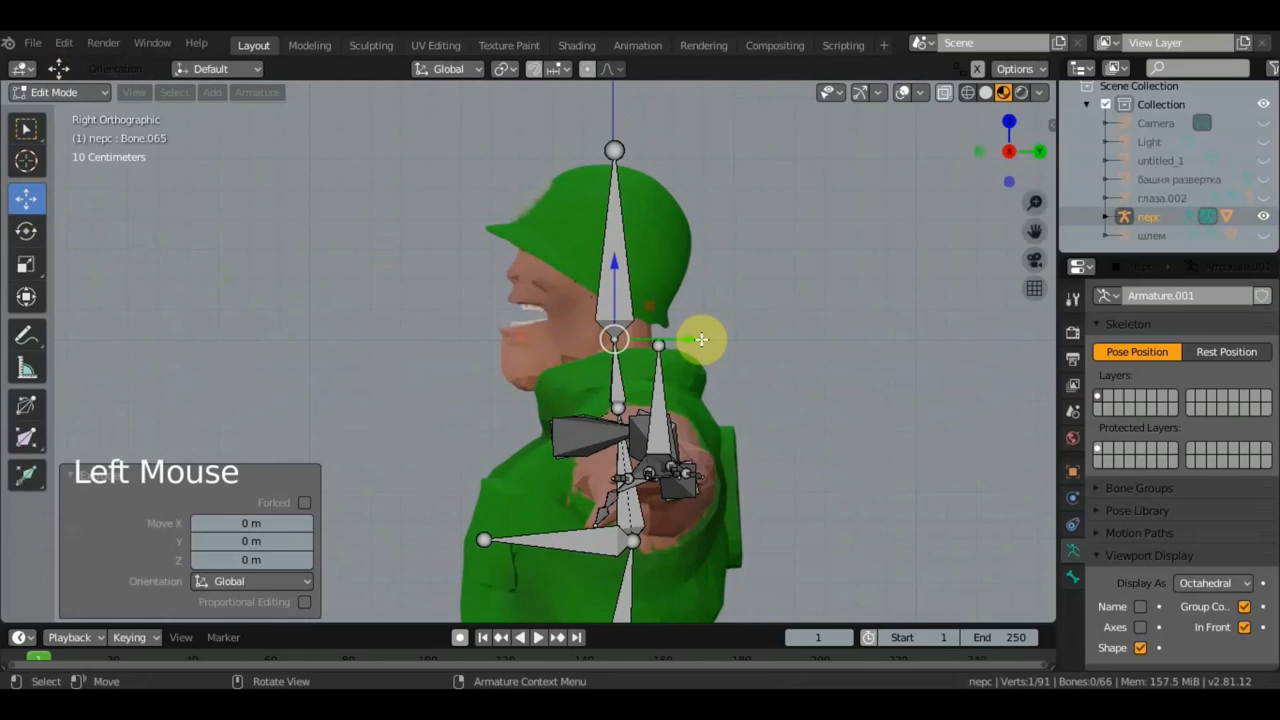 File Edit Render Window Help Layout Modeling Sculpting UV Editing Texture Paint Shading Animation Rendering Compositing Scripting + Scene View Layer
Orientation: Default Global X Options
Edit Mode View Select Add Armature
Right Orthographic
(1) перс : Bone.065
10 Centimeters
Scene Collection
Collection
Camera
Light
untitled_1
башня развертка
глаза.002
перс
шлем
Armature.001
Skeleton
Pose Position Rest Position
Layers:
Protected Layers:
Bone Groups
Pose Library
Motion Paths
Viewport Display
Display As Octahedral
Name Group Co..
Axes In Front
Shape
Left Mouse
Forked
Move X 0 m
Y 0 m
Z 0 m
Orientation Global
Proportional Editing
Playback Keying View Marker 1 Start 1 End 250
1
Select Move Rotate View Armature Context Menu перс | Verts:1/91 | Bones:0/66 | Mem: 157.5 MiB | v2.81.12